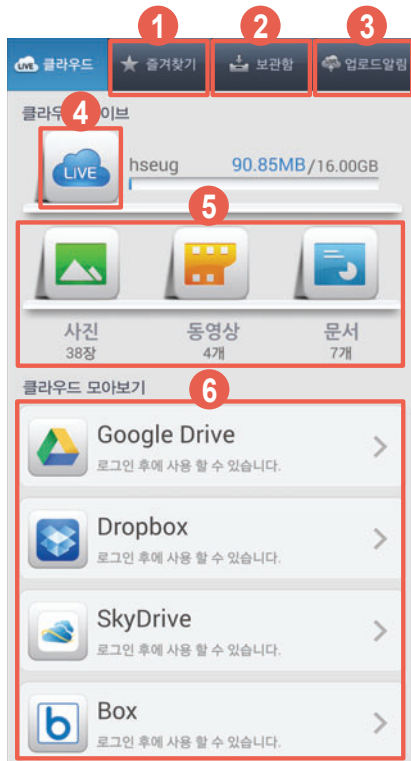 1 2 3
LIVE 클라우드 즐겨찾기 보관함 업로드알림
클라우 이브
4
LIVE
hseug 90.85MB/16.00GB
5
사진 동영상 문서
38장 4개 7개
클라우드 모아보기
6
Google Drive
로그인 후에 사용 할 수 있습니다.
Dropbox
로그인 후에 사용 할 수 있습니다.
SkyDrive
로그인 후에 사용 할 수 있습니다.
b
Box
로그인 후에 사용 할 수 있습니다.